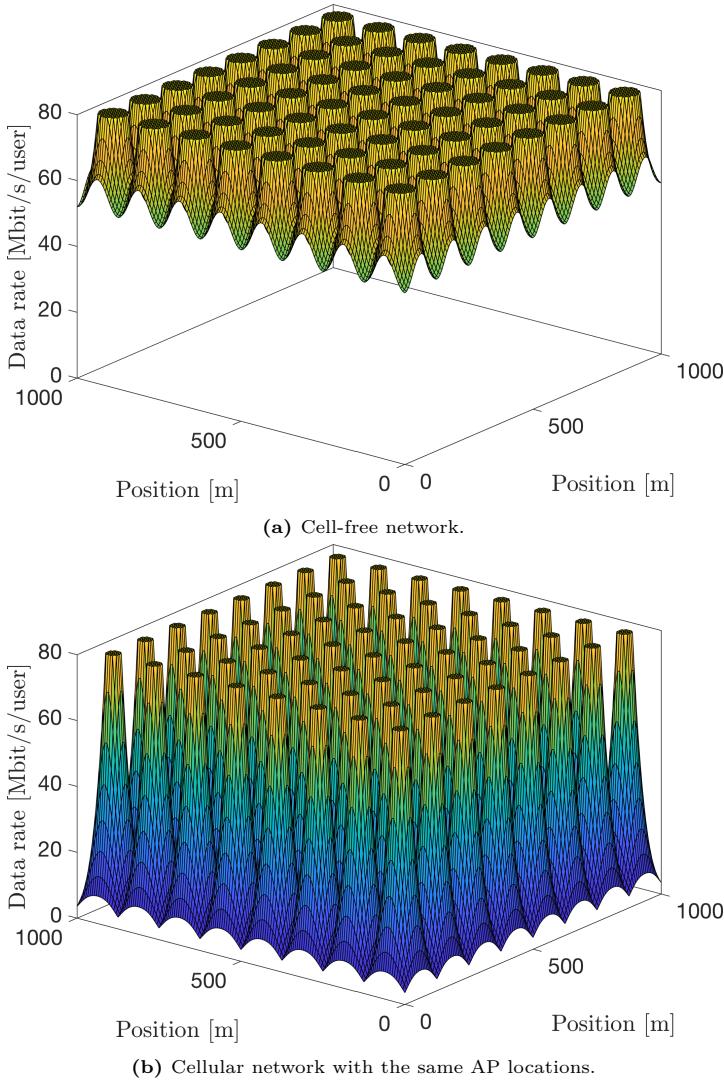 80
60
40
20
0
1000
500
0
0
500
1000
Data rate [Mbit/s/user]
Position [m]
Position [m]
(a) Cell-free network.
80
60
40
20
0
1000
500
0
0
500
1000
Data rate [Mbit/s/user]
Position [m]
Position [m]
(b) Cellular network with the same AP locations.